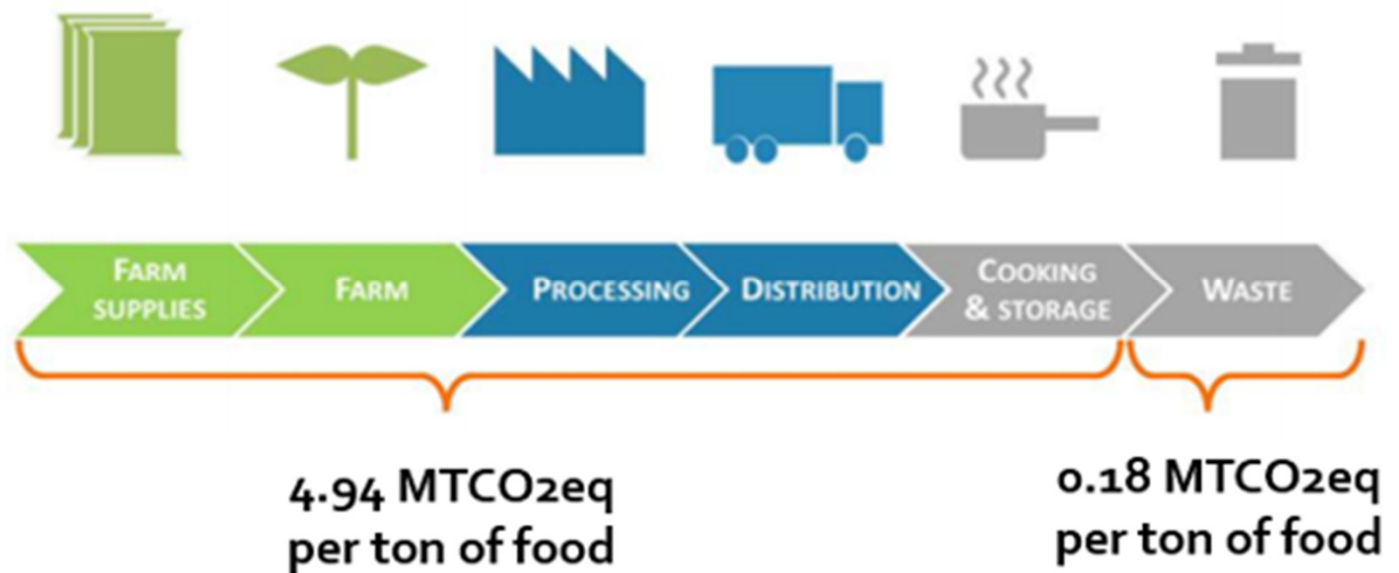 FARM
SUPPLIES
FARM
PROCESSING
DISTRIBUTION
COOKING
& STORAGE
WASTE
4.94 MTCO2eq
per ton of food
0.18 MTCO2eq
per ton of food